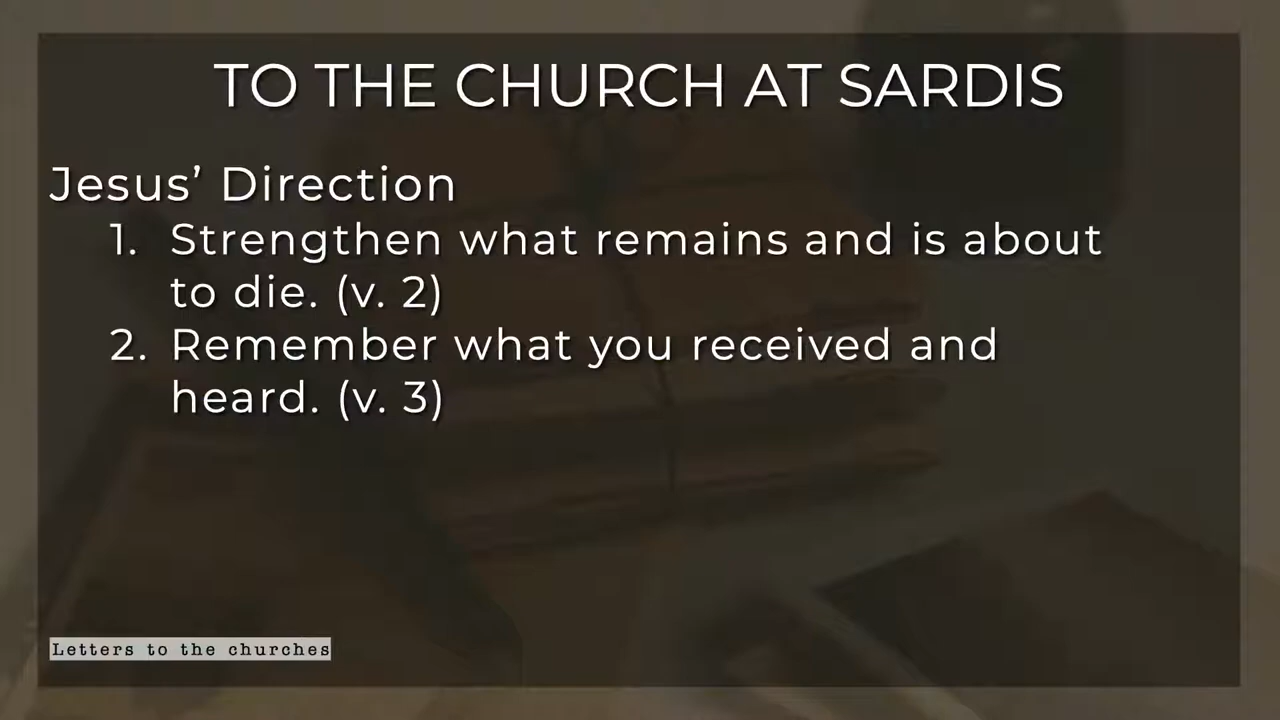 TO THE CHURCH AT SARDIS
Jesus’ Direction
1. Strengthen what remains and is about
to die. (v. 2)
2. Remember what you received and
heard. (v. 3)
Letters to the churches